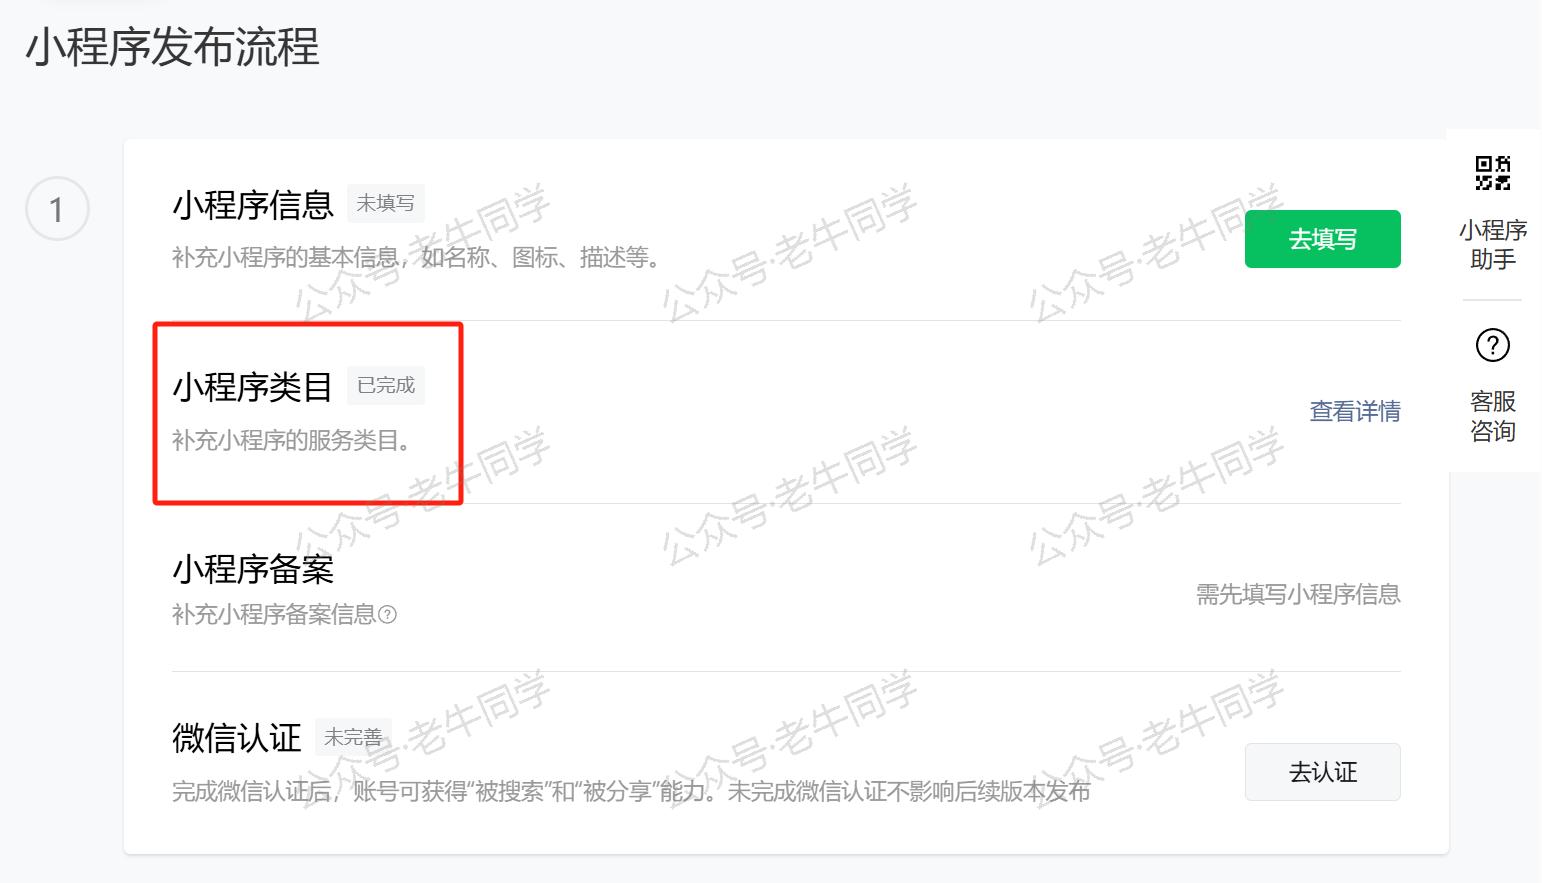 小程序发布流程
1
小程序信息 未填写
补充小程序的基本信息，如名称、图标、描述等。
去填写
小程序类目 已完成
补充小程序的服务类目。
查看详情
小程序备案
补充小程序备案信息?
需先填写小程序信息
微信认证 未完善
完成微信认证后，账号可获得“被搜索”和“被分享”能力。未完成微信认证不影响后续版本发布
去认证
小程序
助手
?
客服
咨询
公众号·老牛同学
公众号·老牛同学
公众号·老牛同学
公众号·老牛同学
公众号·老牛同学
公众号·老牛同学
公众号·老牛同学
公众号·老牛同学
公众号·老牛同学